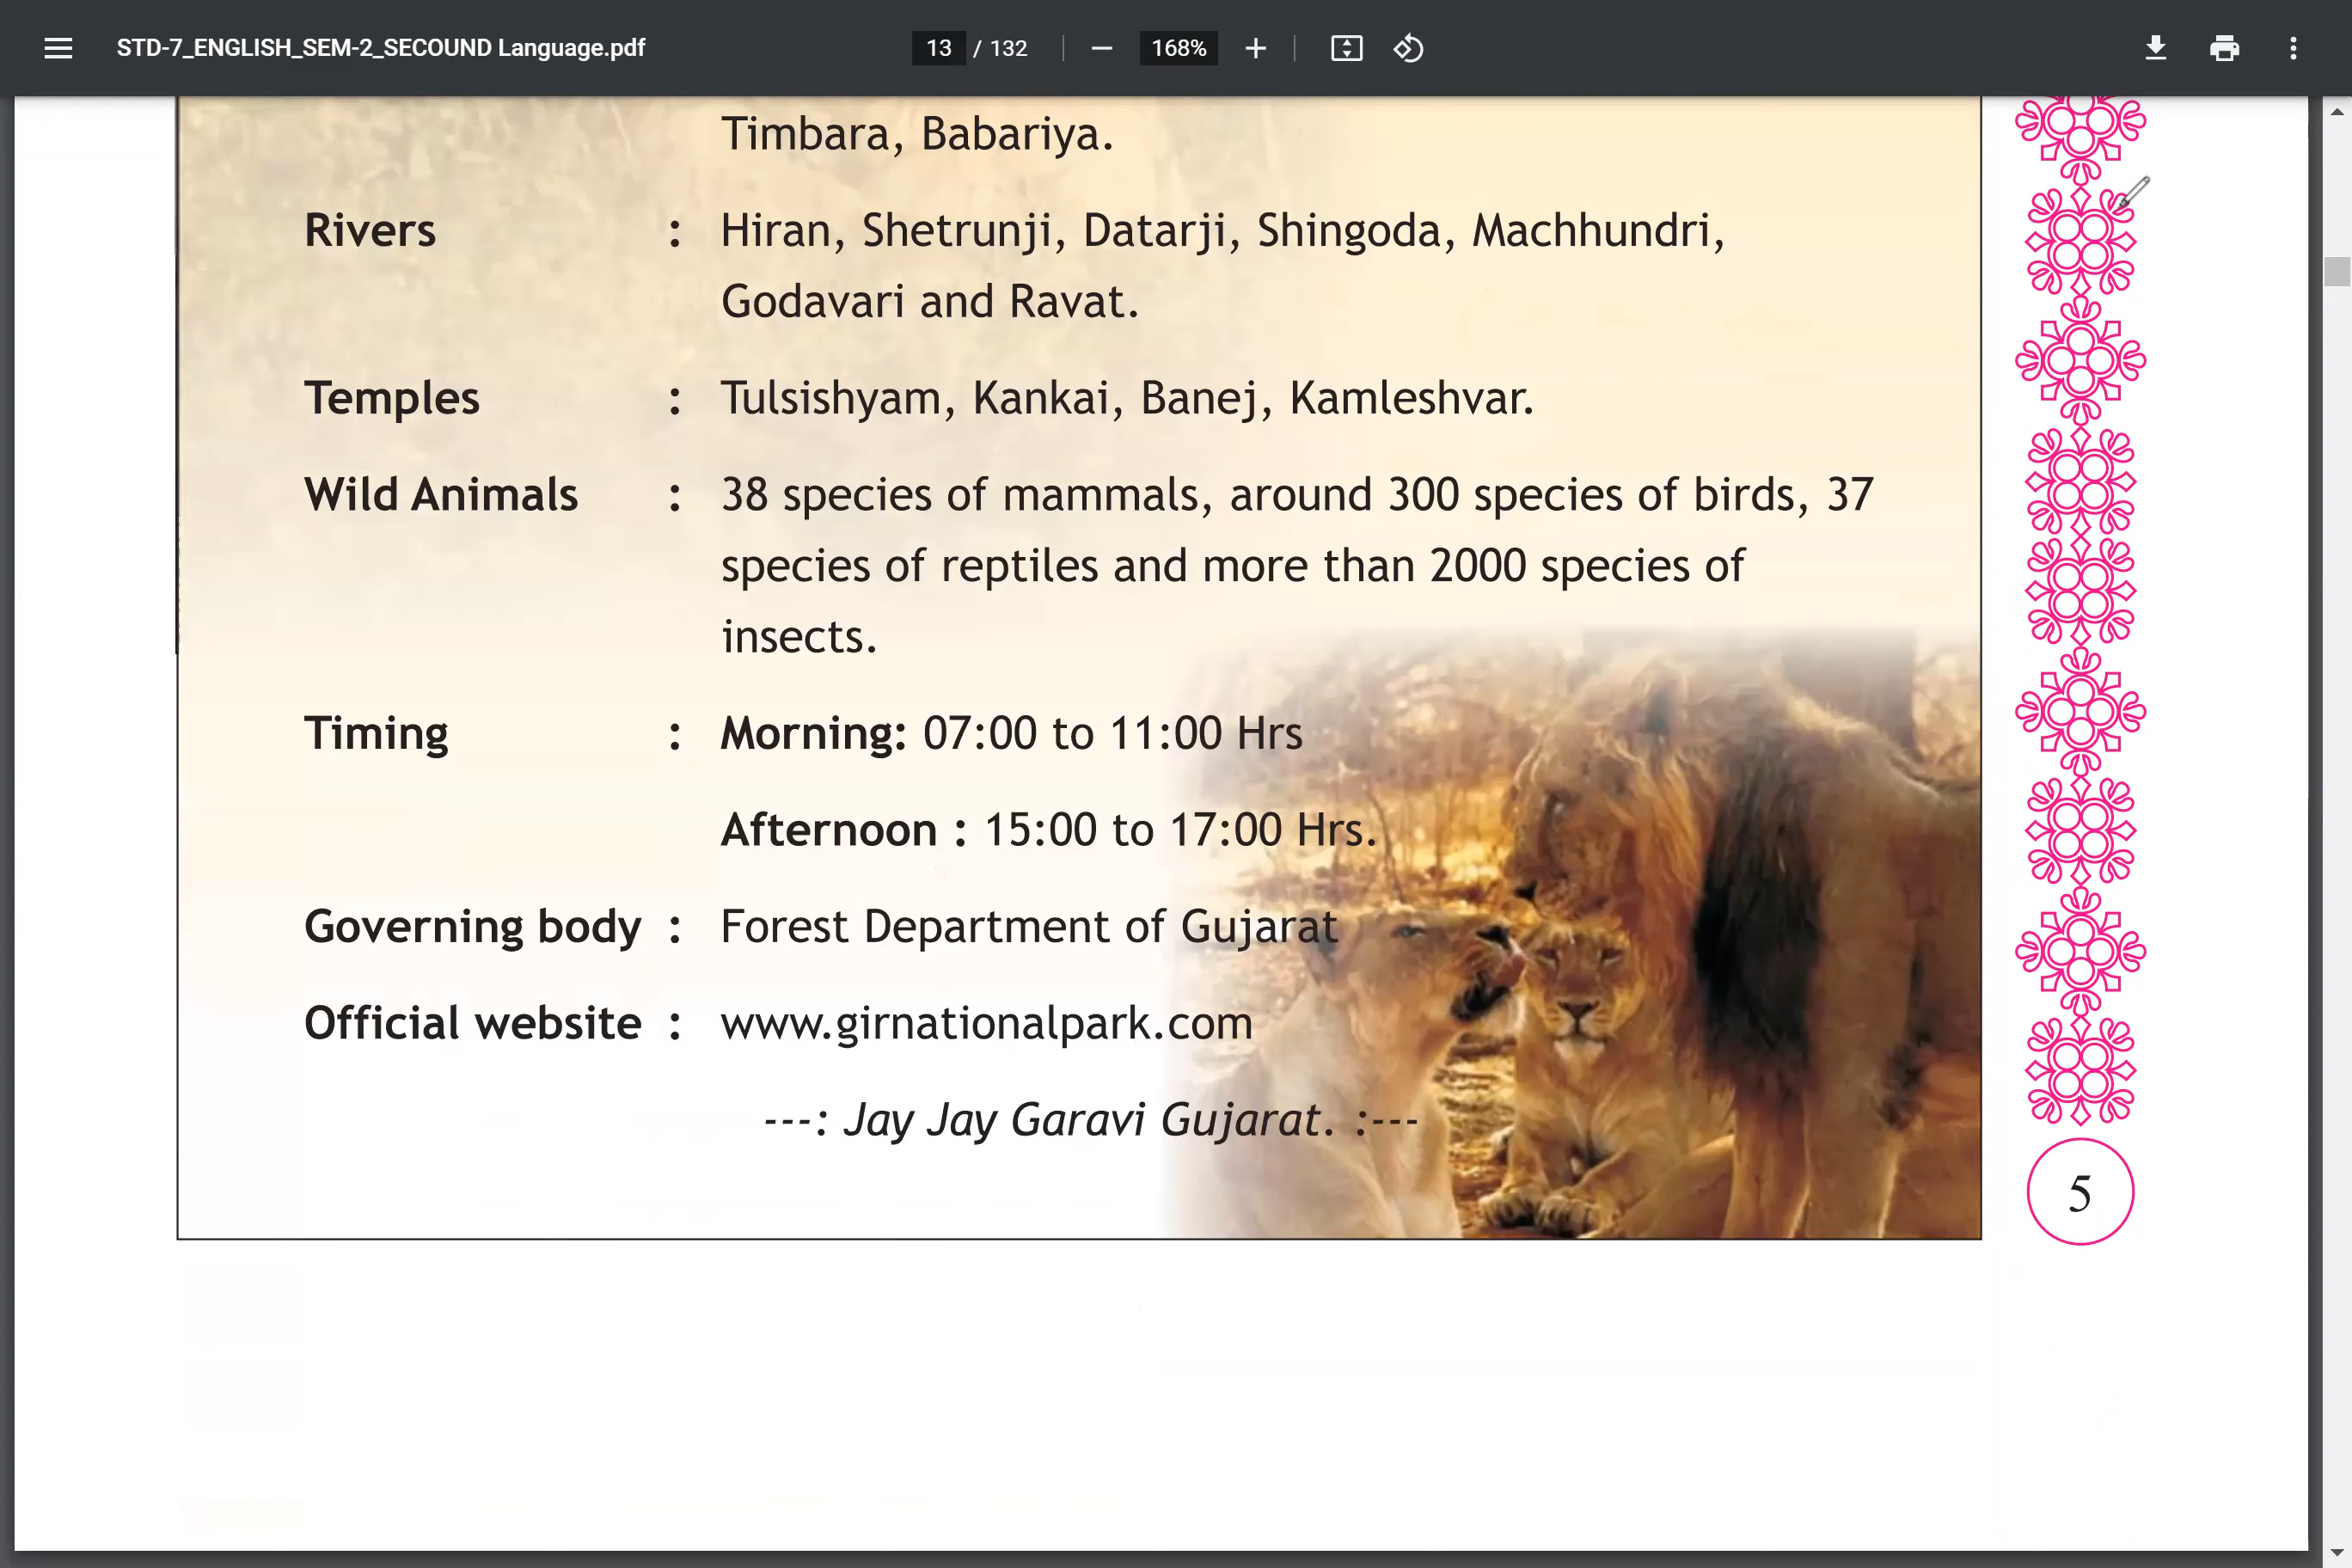 STD-7_ENGLISH_SEM-2_SECOUND Language.pdf
13 / 132
168%
Timbara, Babariya.
Rivers : Hiran, Shetrunji, Datarji, Shingoda, Machhundri,
Godavari and Ravat.
Temples : Tulsishyam, Kankai, Banej, Kamleshvar.
Wild Animals : 38 species of mammals, around 300 species of birds, 37
species of reptiles and more than 2000 species of
insects.
Timing : Morning: 07:00 to 11:00 Hrs
Afternoon : 15:00 to 17:00 Hrs.
Governing body : Forest Department of Gujarat
Official website : www.girnationalpark.com
---: Jay Jay Garavi Gujarat. :---
5